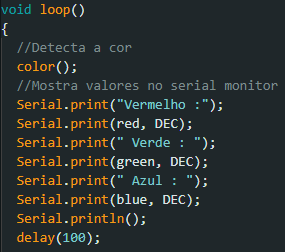 void loop()
{
//Detecta a cor
color();
//Mostra valores no serial monitor
Serial.print("Vermelho :");
Serial.print(red, DEC);
Serial.print(" Verde : ");
Serial.print(green, DEC);
Serial.print(" Azul : ");
Serial.print(blue, DEC);
Serial.println();
delay(100);